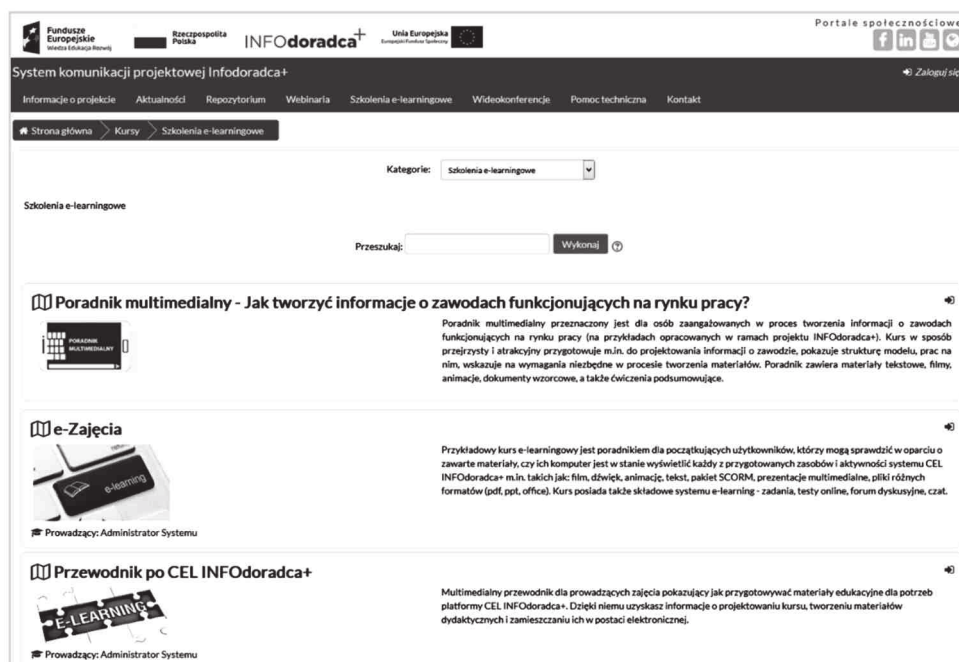 Portale społecznościowe
Fundusze
Europejskie
Wiedza Edukacja Rozwój
Rzeczpospolita
Polska
INFOdoradca+
Unia Europejska
Europejski Fundusz Społeczny
System komunikacji projektowej Infodoradca+
Zaloguj się
Informacje o projekcie Aktualności Repozytorium Webinaria Szkolenia e-learningowe Wideokonferencje Pomoc techniczna Kontakt
Strona główna Kursy Szkolenia e-learningowe
Kategorie: Szkolenia e-learningowe
Szkolenia e-learningowe
Przeszukaj: Wykonaj
Poradnik multimedialny - Jak tworzyć informacje o zawodach funkcjonujących na rynku pracy?
PORADNIK
MULTIMEDIALNY
Poradnik multimedialny przeznaczony jest dla osób zaangażowanych w proces tworzenia informacji o zawodach
funkcjonujących na rynku pracy (na przykładach opracowanych w ramach projektu INFOdoradca+). Kurs w sposób
przejrzysty i atrakcyjny przygotowuje m.in. do projektowania informacji o zawodzie, pokazuje strukturę modelu, prac na
nim, wskazuje na wymagania niezbędne w procesie tworzenia materiałów. Poradnik zawiera materiały tekstowe, filmy,
animacje, dokumenty wzorcowe, a także ćwiczenia podsumowujące.
e-Zajęcia
e-learning
Przykładowy kurs e-learningowy jest poradnikiem dla początkujących użytkowników, którzy mogą sprawdzić w oparciu o
zawarte materiały, czy ich komputer jest w stanie wyświetlić każdy z przygotowanych zasobów i aktywności systemu CEL
INFOdoradca+ m.in. takich jak: film, dźwięk, animację, tekst, pakiet SCORM, prezentacje multimedialne, pliki różnych
formatów (pdf, ppt, office). Kurs posiada także składowe systemu e-learning - zadania, testy online, forum dyskusyjne, czat.
Prowadzący: Administrator Systemu
Przewodnik po CEL INFOdoradca+
E-LEARNING
Multimedialny przewodnik dla prowadzących zajęcia pokazujący jak przygotowywać materiały edukacyjne dla potrzeb
platformy CEL INFOdoradca+. Dzięki niemu uzyskasz informacje o projektowaniu kursu, tworzeniu materiałów
dydaktycznych i zamieszczaniu ich w postaci elektronicznej.
Prowadzący: Administrator Systemu